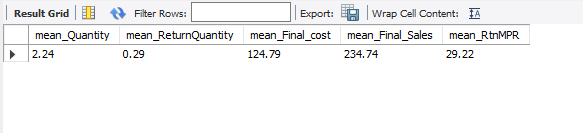 Result Grid Filter Rows: Export: Wrap Cell Content:
mean_Quantity mean_ReturnQuantity mean_Final_cost mean_Final_Sales mean_RtnMPR
2.24 0.29 124.79 234.74 29.22